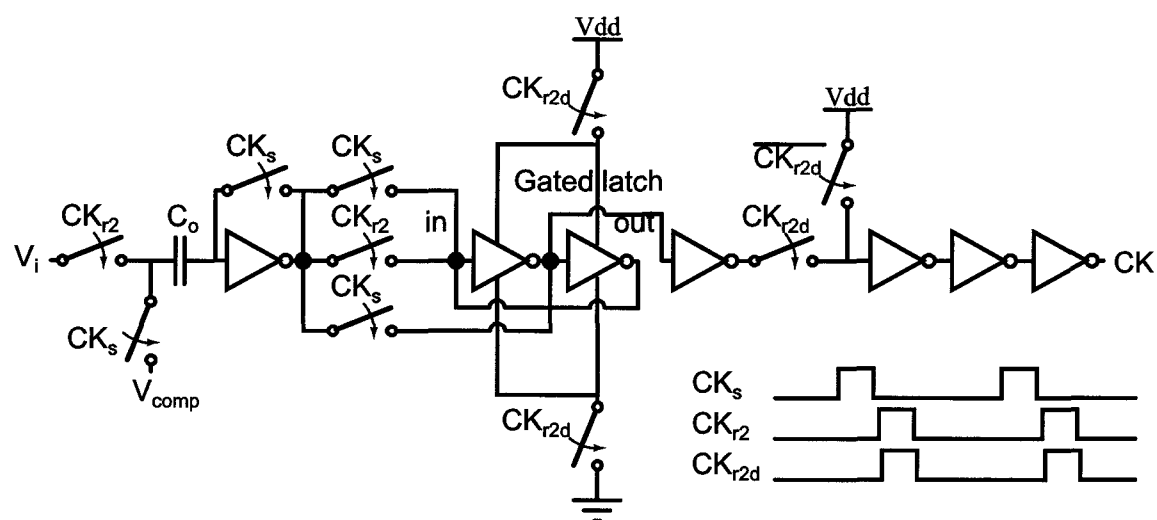 Vdd
CKr2d
Vdd
CKs
CKs
CKr2d
Gated latch
CKr2
Co
CKr2
in
out
CKr2d
Vi
CKs
CK
CKs
Vcomp
CKs
CKr2d
CKr2
CKr2d